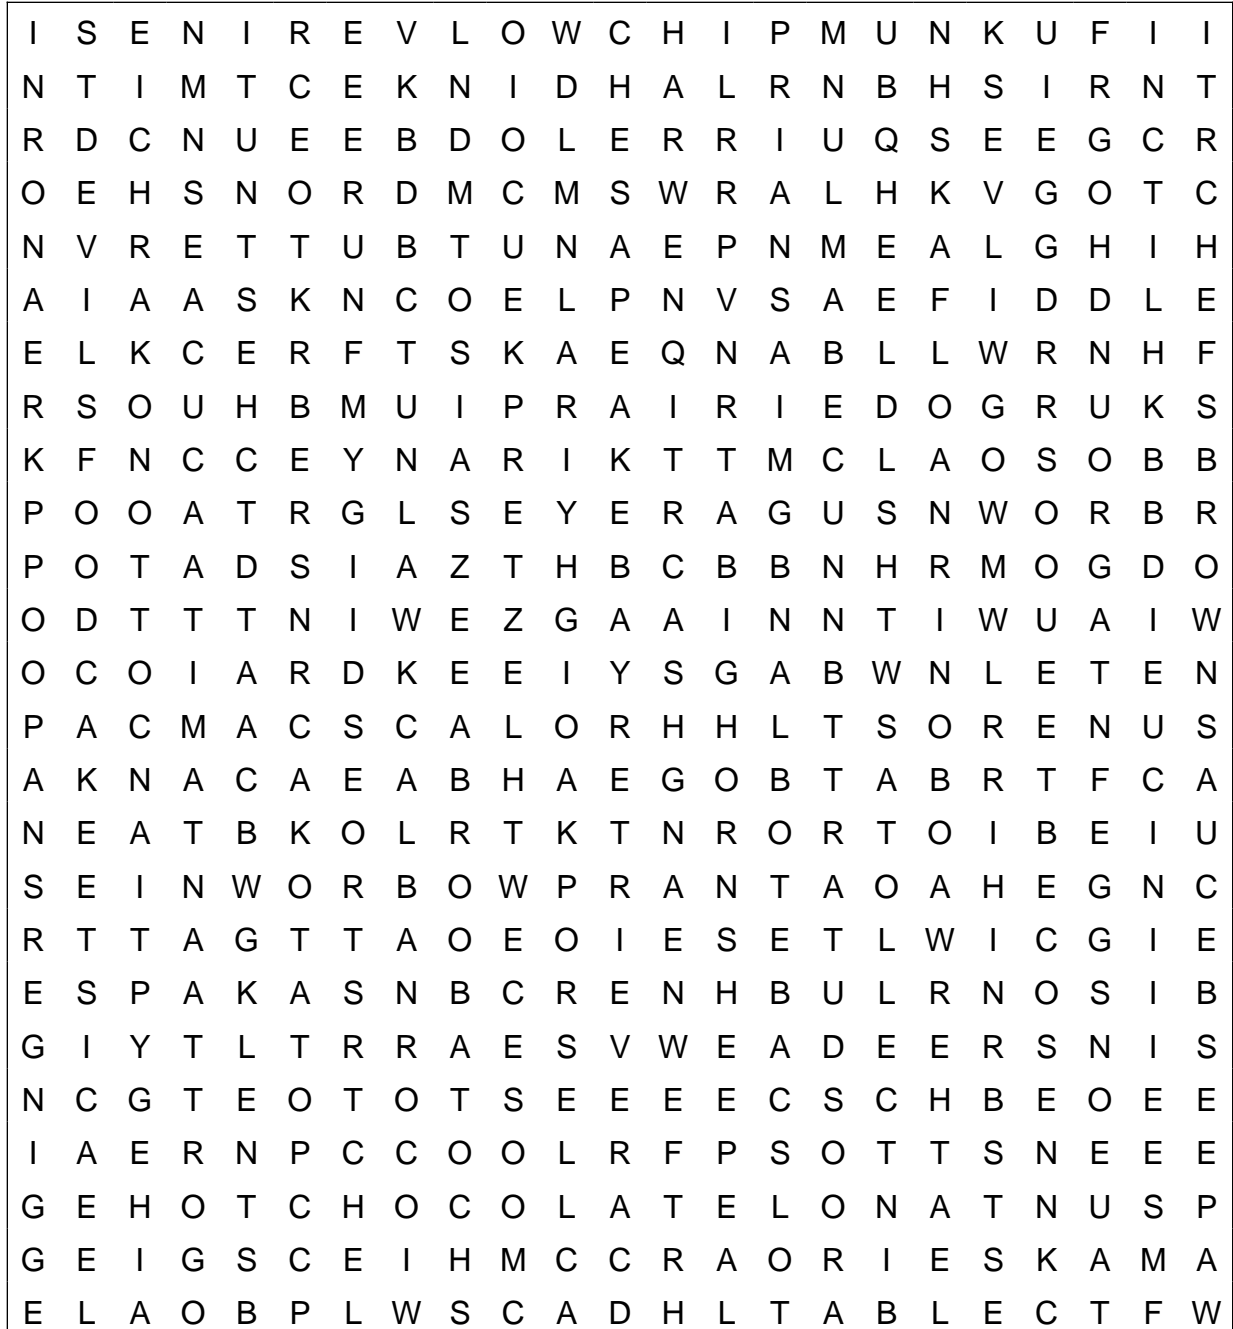 I S E N I R E V L O W C H I P M U N K U F I I
N T I M T C E K N I D H A L R N B H S I R N T
R D C N U E E B D O L E R R I U Q S E E G C R
O E H S N O R D M C M S W R A L H K V G O T C
N V R E T T U B T U N A E P N M E A L G H I H
A I A A S K N C O E L P N V S A E F I D D L E
E L K C E R F T S K A E Q N A B L L W R N H F
R S O U H B M U I P R A I R I E D O G R U K S
K F N C C E Y N A R I K T T M C L A O S O B B
P O O A T R G L S E Y E R A G U S N W O R B R
P O T A D S I A Z T H B C B B N H R M O G D O
O D T T T N I W E Z G A A I N N T I W U A I W
O C O I A R D K E E I Y S G A B W N L E T E N
P A C M A C S C A L O R H H L T S O R E N U S
A K N A C A E A B H A E G O B T A B R T F C A
N E A T B K O L R T K T N R O R T O I B E I U
S E I N W O R B O W P R A N T A O A H E G N C
R T T A G T T A O E O I E S E T L W I C G I E
E S P A K A S N B C R E N H B U L R N O S I B
G I Y T L T R R A E S V W E A D E E R S N I S
N C G T E O T O T S E E E E C S C H B E O E E
I A E R N P C C O O L R F P S O T T S N E E E
G E H O T C H O C O L A T E L O N A T N U S P
G E I G S C E I H M C C R A O R I E S K A M A
E L A O B P L W S C A D H L T A B L E C T F W